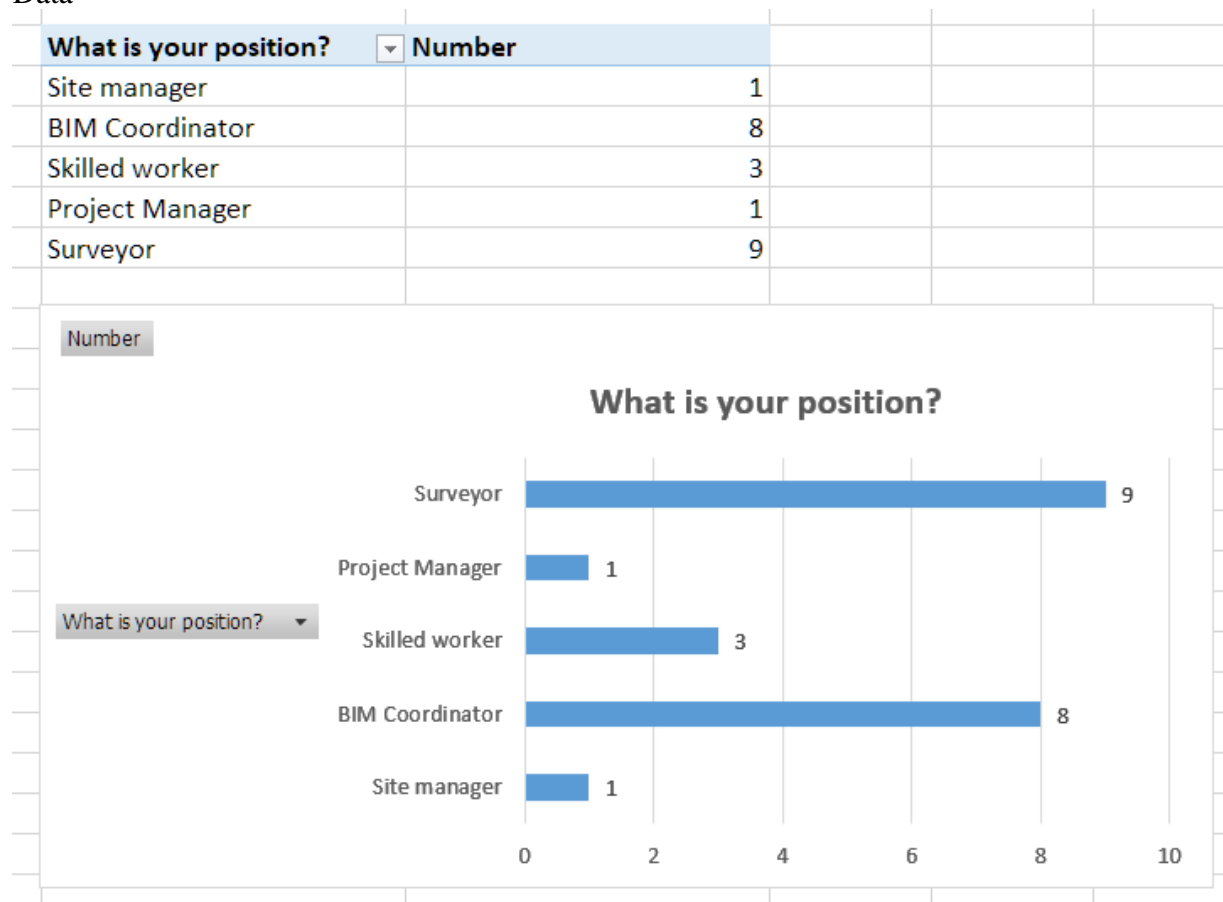 Data
What is your position? Number
Site manager 1
BIM Coordinator 8
Skilled worker 3
Project Manager 1
Surveyor 9
Number
What is your position?
Surveyor 9
Project Manager 1
What is your position?
Skilled worker 3
BIM Coordinator 8
Site manager 1
0 2 4 6 8 10